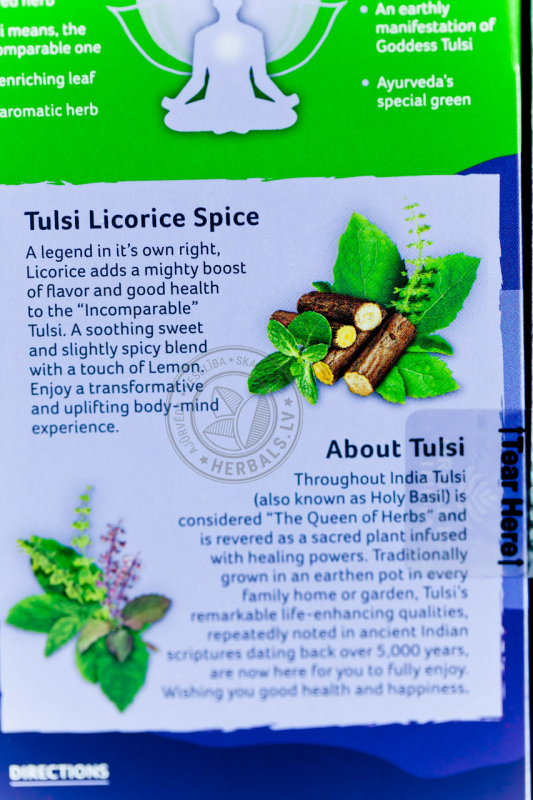 ed herb
i means, the
omparable one
enriching leaf
aromatic herb
• An earthly
manifestation of
Goddess Tulsi
• Ayurveda's
special green
Tulsi Licorice Spice
A legend in it's own right,
Licorice adds a mighty boost
of flavor and good health
to the "Incomparable"
Tulsi. A soothing sweet
and slightly spicy blend
with a touch of Lemon.
Enjoy a transformative
and uplifting body-mind
experience.
HERBALS.LV
About Tulsi
Throughout India Tulsi
(also known as Holy Basil) is
considered "The Queen of Herbs" and
is revered as a sacred plant infused
with healing powers. Traditionally
grown in an earthen pot in every
family home or garden, Tulsi's
remarkable life-enhancing qualities,
repeatedly noted in ancient Indian
scriptures dating back over 5,000 years,
are now here for you to fully enjoy.
Wishing you good health and happiness.
Tear Here
DIRECTIONS